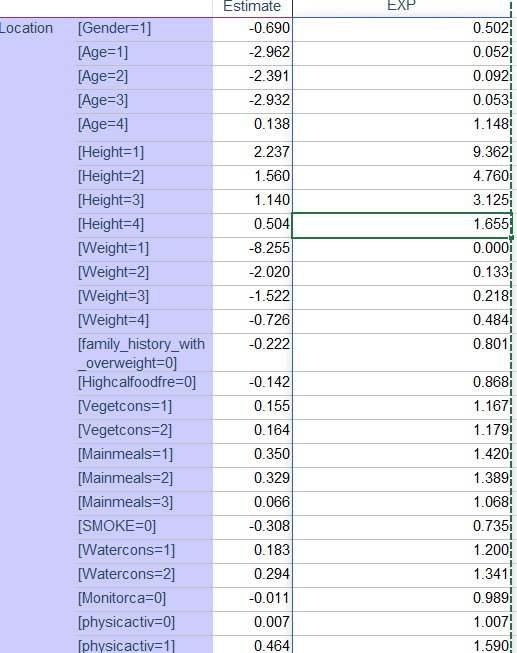 Estimate EXP
Location [Gender=1] -0.690 0.502
[Age=1] -2.962 0.052
[Age=2] -2.391 0.092
[Age=3] -2.932 0.053
[Age=4] 0.138 1.148
[Height=1] 2.237 9.362
[Height=2] 1.560 4.760
[Height=3] 1.140 3.125
[Height=4] 0.504 1.655
[Weight=1] -8.255 0.000
[Weight=2] -2.020 0.133
[Weight=3] -1.522 0.218
[Weight=4] -0.726 0.484
[family_history_with -0.222 0.801
_overweight=0]
[Highcalfoodfre=0] -0.142 0.868
[Vegetcons=1] 0.155 1.167
[Vegetcons=2] 0.164 1.179
[Mainmeals=1] 0.350 1.420
[Mainmeals=2] 0.329 1.389
[Mainmeals=3] 0.066 1.068
[SMOKE=0] -0.308 0.735
[Watercons=1] 0.183 1.200
[Watercons=2] 0.294 1.341
[Monitorca=0] -0.011 0.989
[physicactiv=0] 0.007 1.007
[physicactiv=1] 0.464 1.590